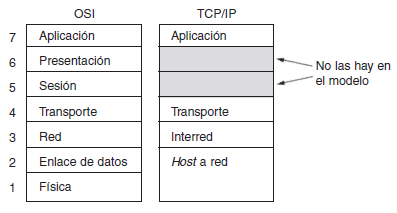 OSI TCP/IP
7 Aplicación Aplicación
6 Presentación
No las hay en
el modelo
5 Sesión
4 Transporte Transporte
3 Red Interred
2 Enlace de datos Host a red
1 Física